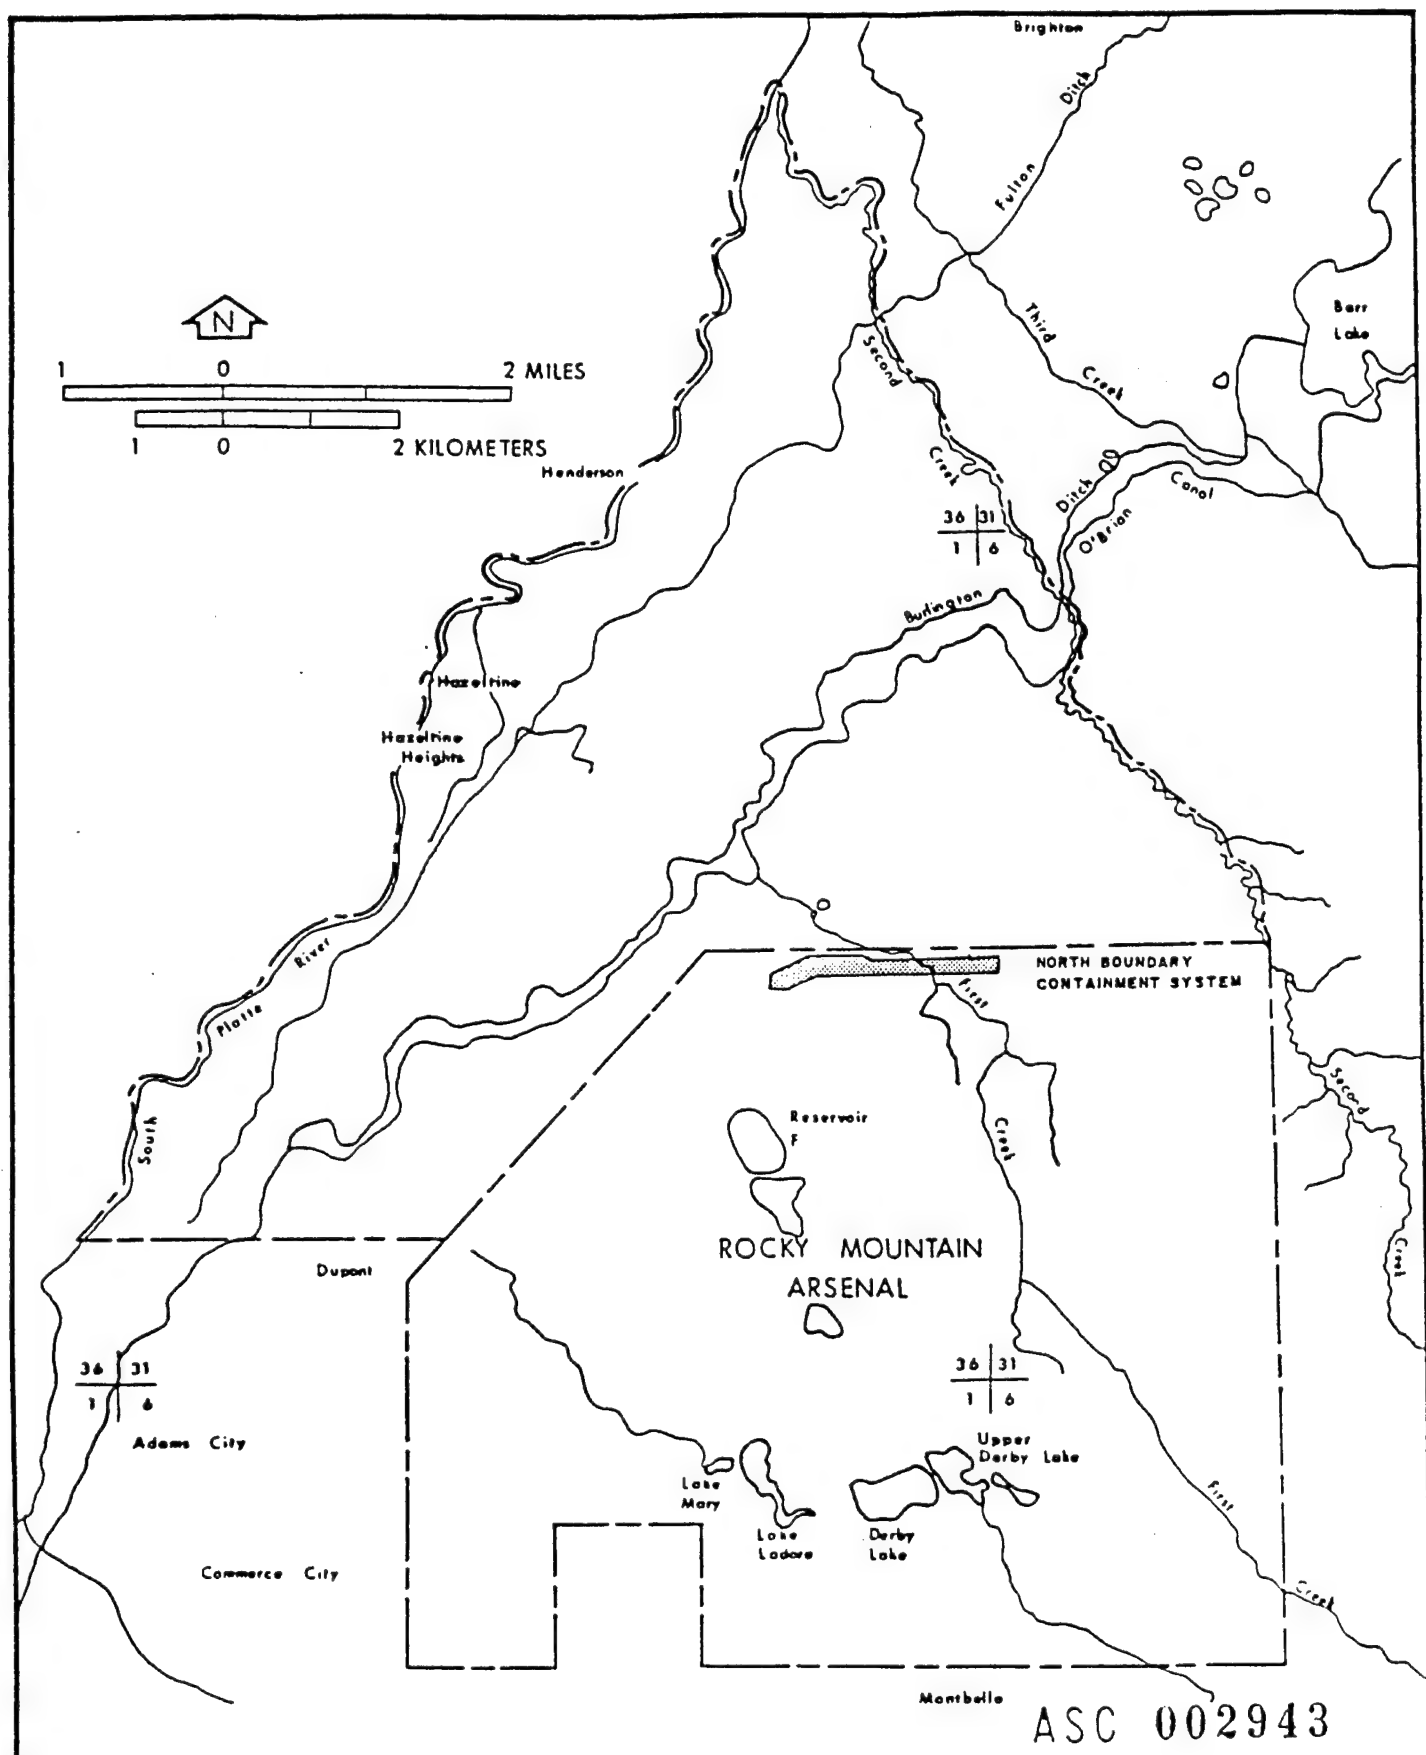 Brighton
Ditch
Fulton
N
Barr
Lake
Third
Creek
1 0 2 MILES
1 0 2 KILOMETERS
Second
Creek
Henderson
Ditch
O'Brian
Canal
36 31
1 6
Burlington
Hazeltine
Hazeltine
Heights
South Platte River
NORTH BOUNDARY
CONTAINMENT SYSTEM
First
Creek
Second
Creek
Reservoir
F
ROCKY MOUNTAIN
ARSENAL
Dupont
36 31
1 6
36 31
1 6
Adams City
Upper
Derby Lake
Lake
Mary
Lake
Ladora
Derby
Lake
First
Creek
Commerce City
Montbello
ASC 002943